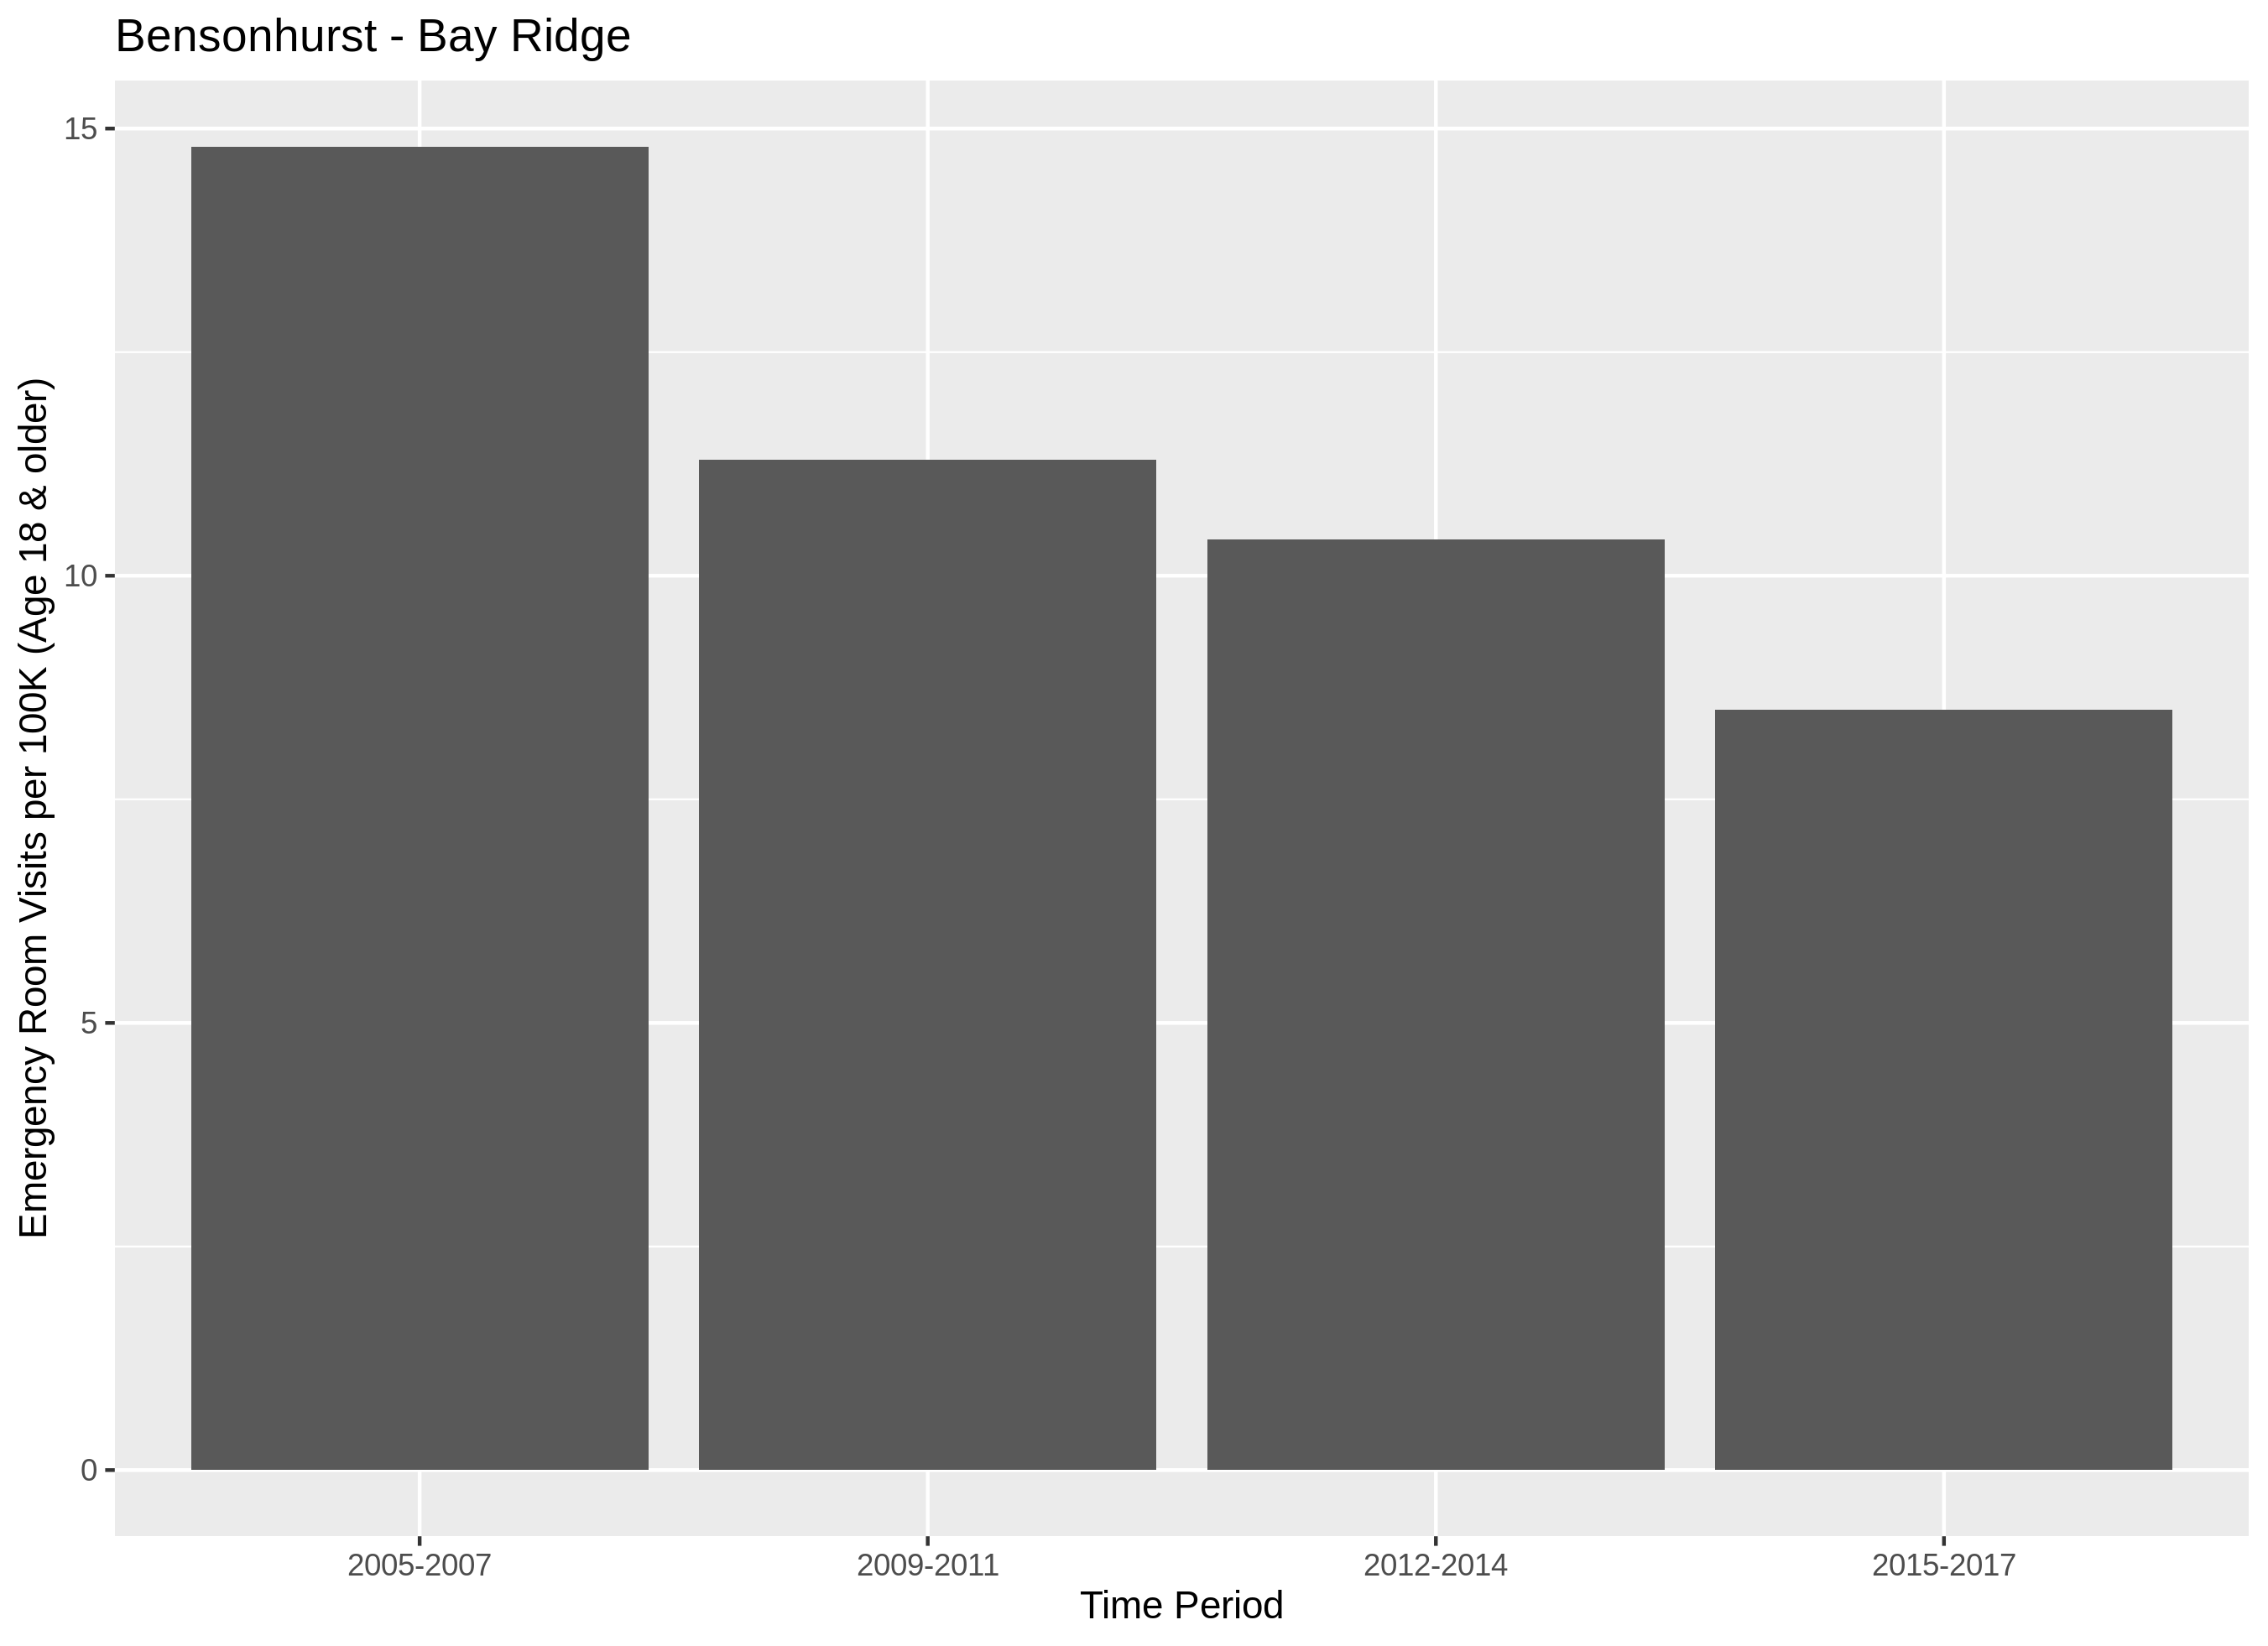 Bensonhurst - Bay Ridge
Emergency Room Visits per 100K (Age 18 & older)
15
10
5
0
2005-2007
2009-2011
2012-2014
2015-2017
Time Period